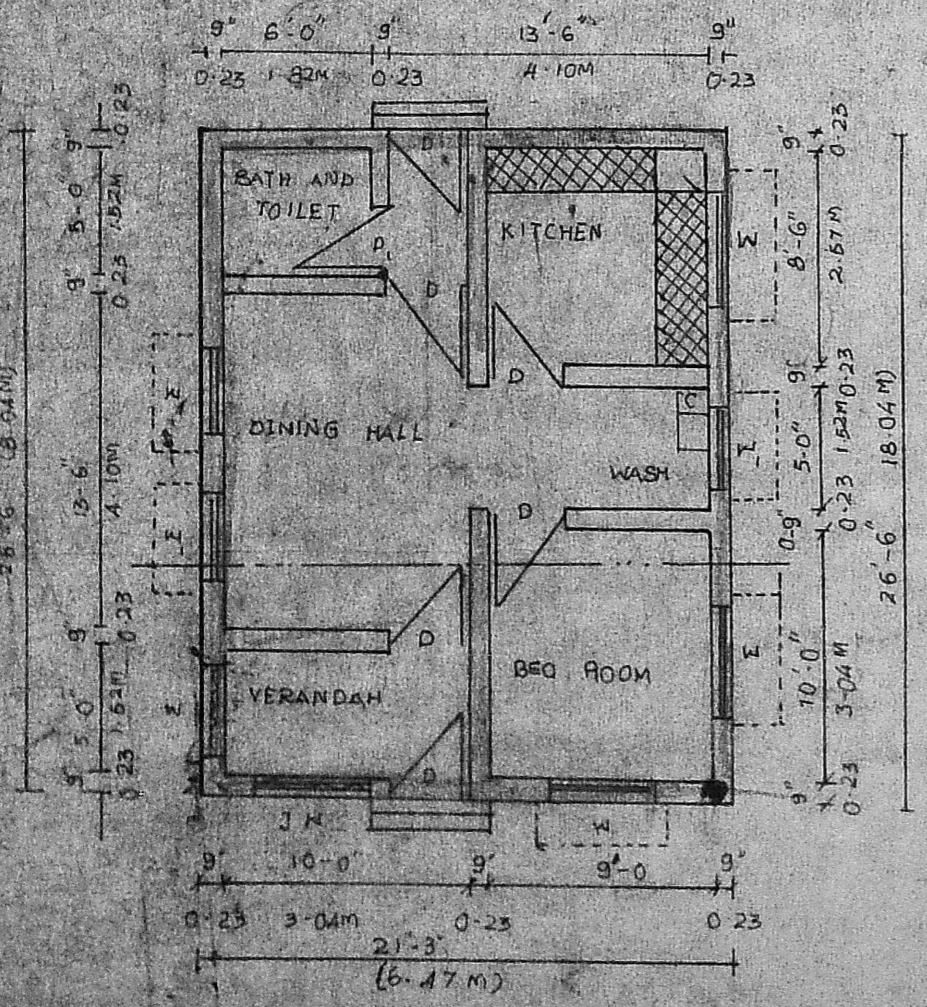 9" 6'-0" 9" 13'-6" 9"
0.23 1.82M 0.23 4.10M 0.23
9" 0.23
5'-0" 1.52M
9" 0.23
13'-6" 4.10M
9" 0.23
5'-0" 1.52M
9" 0.23
BATH AND
TOILET
D
D
D
KITCHEN
D
DINING HALL
C
WASH
D
D
VERANDAH
BED ROOM
D
J W
W
W
W
W
W
W
W
9" 0.23
8'-6" 2.57M
9" 0.23
5'-0" 1.52M
0-9" 0.23
10'0" 3.04M
9" 0.23
26'-6" 18.04M)
9" 10-0" 9" 9'-0 9"
0.23 3.04M 0.23 0.23
21'-3"
(6.47M)